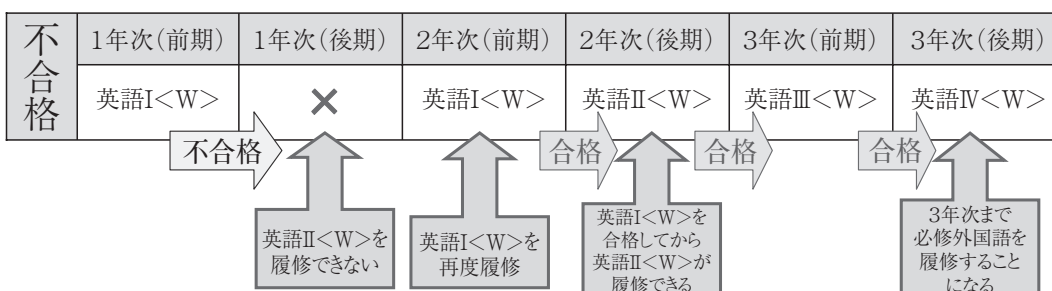 不合格
1年次(前期) 1年次(後期) 2年次(前期) 2年次(後期) 3年次(前期) 3年次(後期)
英語Ⅰ<W> × 英語Ⅰ<W> 英語Ⅱ<W> 英語Ⅲ<W> 英語Ⅳ<W>
不合格 合格 合格 合格
英語Ⅱ<W>を
履修できない
英語Ⅰ<W>を
再度履修
英語Ⅰ<W>を
合格してから
英語Ⅱ<W>が
履修できる
3年次まで
必修外国語を
履修すること
になる